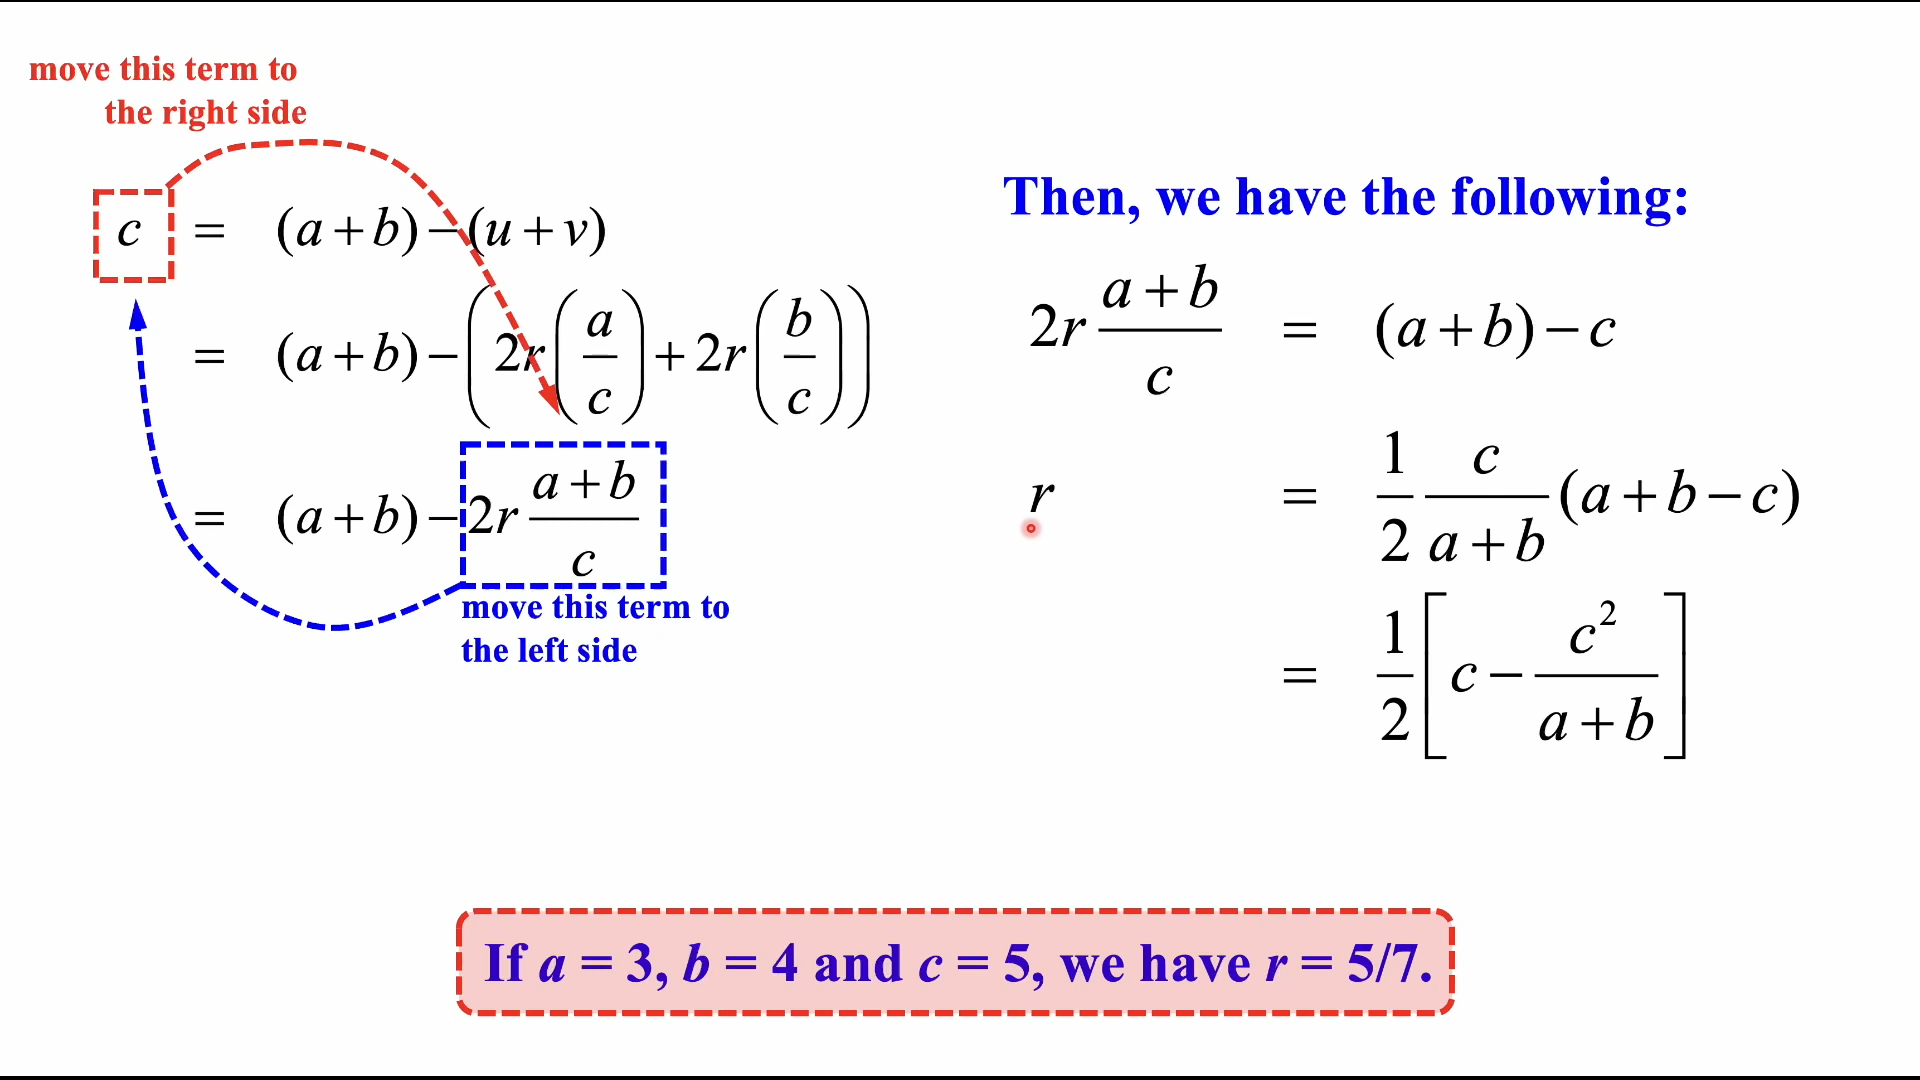 move this term to
the right side
c = (a + b) − (u + v)
= (a + b) − (2r(a/c) + 2r(b/c))
= (a + b) − 2r (a + b)/c
move this term to
the left side
Then, we have the following:
2r (a + b)/c = (a + b) − c
r = 1/2 c/(a + b) (a + b − c)
= 1/2 [c − c²/(a + b)]
If a = 3, b = 4 and c = 5, we have r = 5/7.